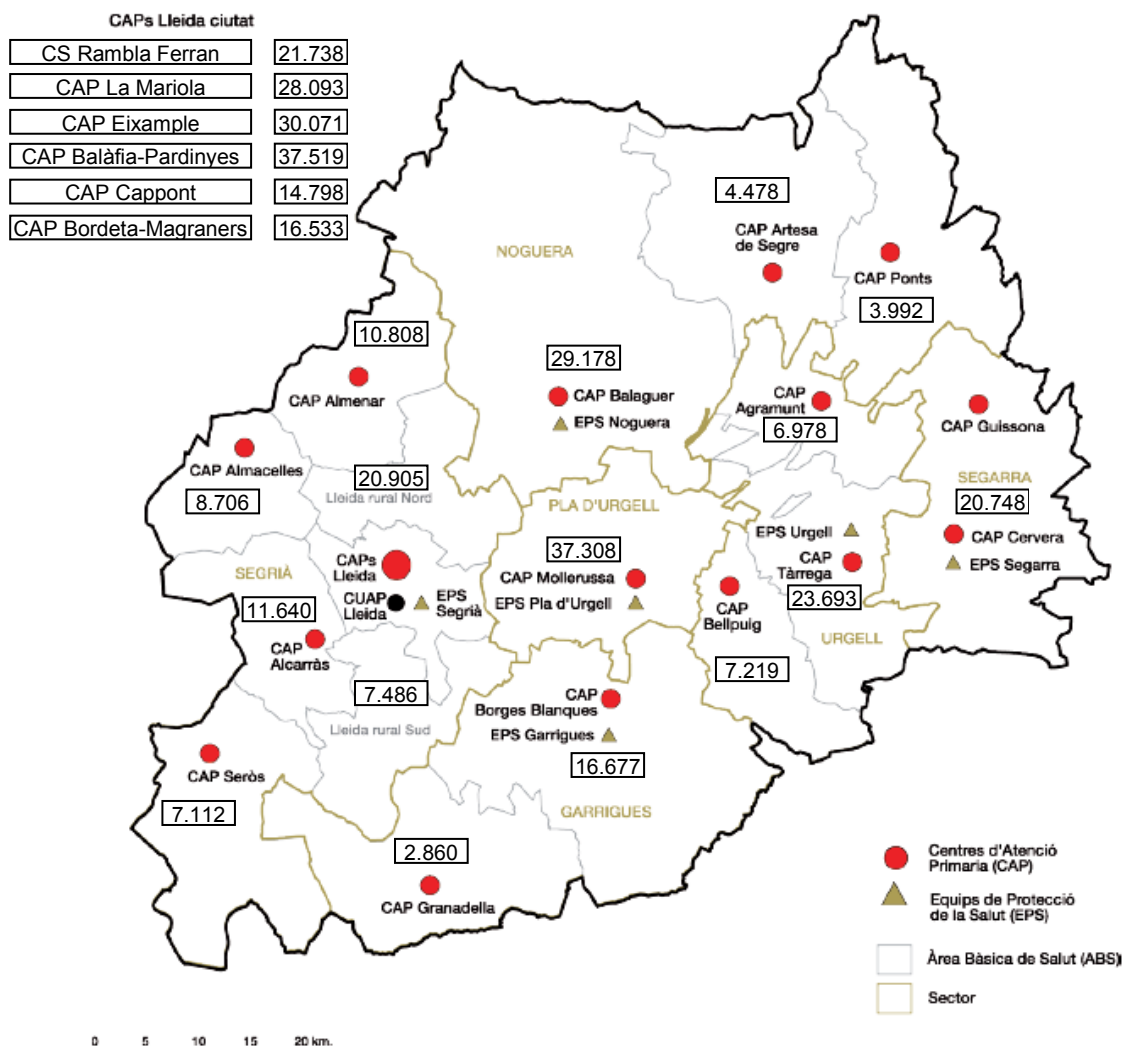 CAPs Lleida ciutat
CS Rambla Ferran 21.738
CAP La Mariola 28.093
CAP Eixample 30.071
CAP Balàfia-Pardinyes 37.519
CAP Cappont 14.798
CAP Bordeta-Magraners 16.533
4.478
CAP Artesa
de Segre
NOGUERA
CAP Ponts
3.992
10.808
CAP Almenar
29.178
CAP Balaguer
EPS Noguera
CAP
Agramunt
6.978
CAP Guissona
CAP Almacelles
8.706
20.905
Lleida rural Nord
PLA D'URGELL
SEGARRA
20.748
CAP Cervera
EPS Segarra
EPS Urgell
CAP
Tàrrega
23.693
URGELL
37.308
CAP Mollerussa
EPS Pla d'Urgell
CAP
Bellpuig
7.219
CAPs
Lleida
CUAP
Lleida
EPS
Segrià
SEGRIÀ
11.640
CAP
Alcarràs
7.486
Lleida rural Sud
CAP
Borges Blanques
EPS Garrigues
16.677
GARRIGUES
CAP Seròs
7.112
2.860
CAP Granadella
Centres d'Atenció
Primaria (CAP)
Equips de Protecció
de la Salut (EPS)
Àrea Bàsica de Salut (ABS)
Sector
0 5 10 15 20 km.